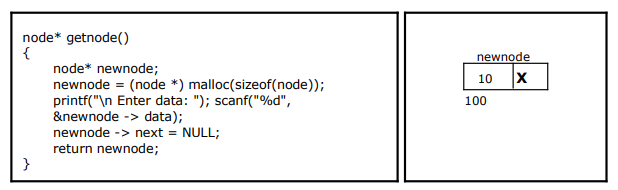 node* getnode()
{
node* newnode;
newnode = (node *) malloc(sizeof(node));
printf("\n Enter data: "); scanf("%d",
&newnode -> data);
newnode -> next = NULL;
return newnode;
}
newnode
10 X
100